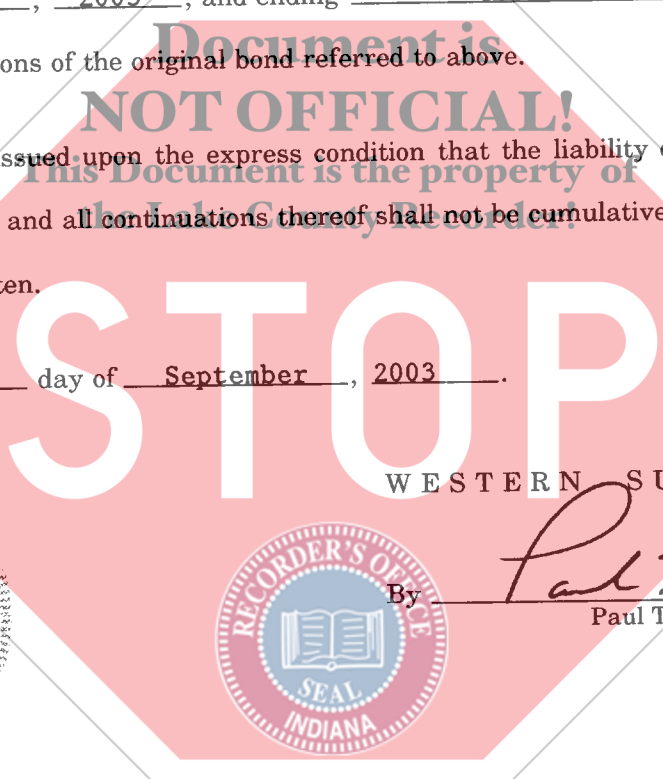 , 2003, and ending
Document is
ons of the original bond referred to above.
NOT OFFICIAL!
issued upon the express condition that the liability
This Document is the property of
and all continuations thereof shall not be cumulative
the Lake County Recorder!
ten.
STOP
day of September, 2003.
WESTERN SU
By Paul
Paul T
RECORDER'S OFFICE
SEAL
INDIANA